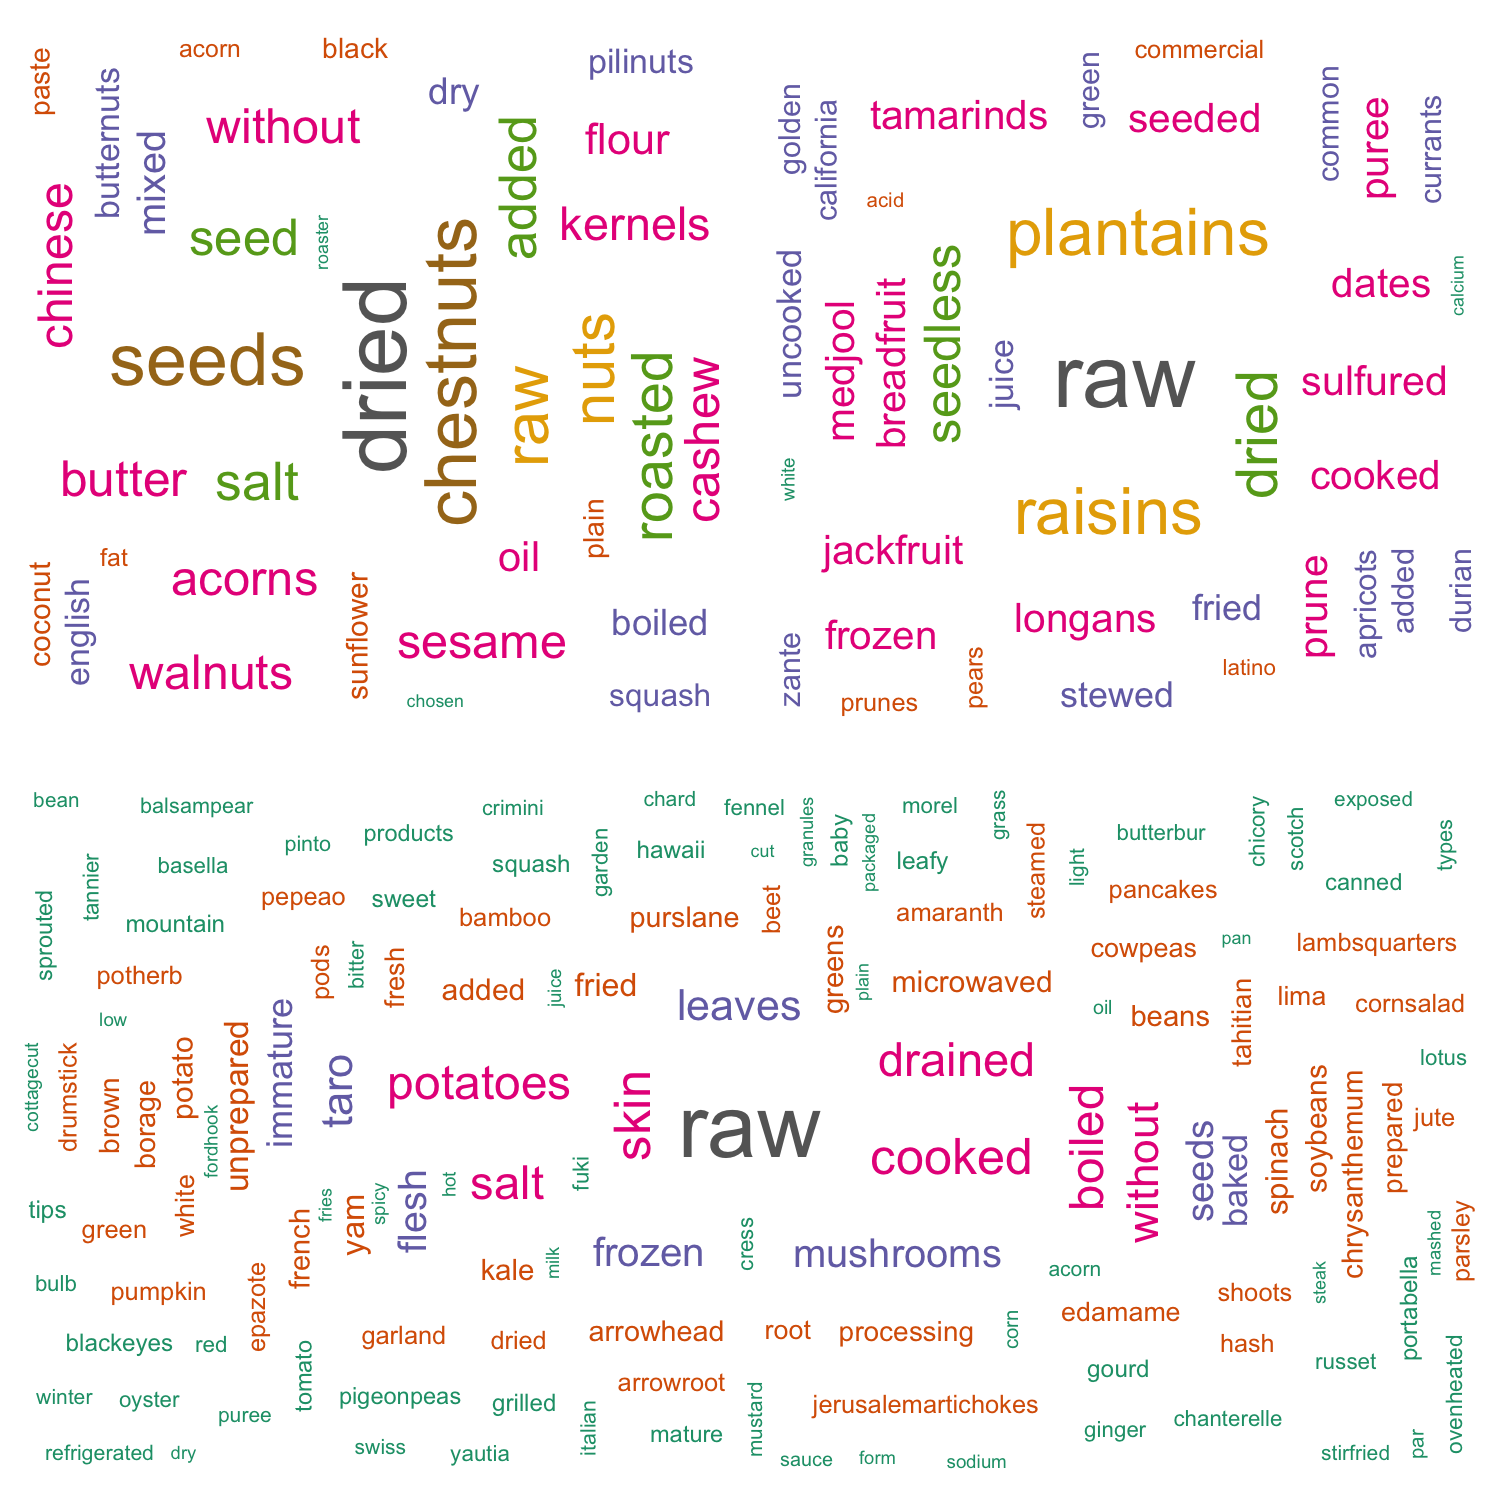 paste
acorn
black
pilinuts
butternuts
mixed
without
dry
added
flour
chinese
seed
roaster
kernels
seeds
dried
chestnuts
raw
nuts
roasted
cashew
butter
salt
plain
coconut
fat
english
acorns
oil
sunflower
sesame
boiled
walnuts
chosen
squash
golden
california
tamarinds
green
commercial
seeded
common
puree
currants
acid
plantains
uncooked
medjool
breadfruit
seedless
juice
dates
calcium
raw
dried
sulfured
white
raisins
cooked
jackfruit
frozen
longans
fried
prune
apricots
added
durian
zante
prunes
pears
stewed
latino
bean
balsampear
pinto
products
crimini
chard
fennel
granules
baby
packaged
morel
grass
butterbur
chicory
scotch
exposed
types
tannier
basella
squash
garden
hawaii
cut
leafy
steamed
light
pancakes
canned
sprouted
mountain
pepeao
sweet
bamboo
purslane
beet
amaranth
cowpeas
pan
lambsquarters
potherb
pods
bitter
fresh
added
juice
fried
leaves
greens
plain
microwaved
oil
beans
tahitian
lima
cornsalad
low
cottagecut
drumstick
brown
borage
potato
fordhook
unprepared
immature
taro
potatoes
skin
raw
drained
cooked
boiled
without
seeds
baked
spinach
soybeans
chrysanthemum
prepared
lotus
jute
tips
green
white
fries
french
yam
spicy
flesh
hot
salt
fuki
frozen
cress
mushrooms
acorn
steak
portabella
mashed
parsley
bulb
pumpkin
epazote
kale
milk
edamame
shoots
blackeyes
red
tomato
garland
dried
arrowhead
root
processing
corn
hash
winter
oyster
puree
pigeonpeas
grilled
italian
arrowroot
mustard
jerusalemartichokes
gourd
russet
ovenheated
refrigerated
dry
swiss
yautia
mature
sauce
form
sodium
ginger
chanterelle
stirfried
par